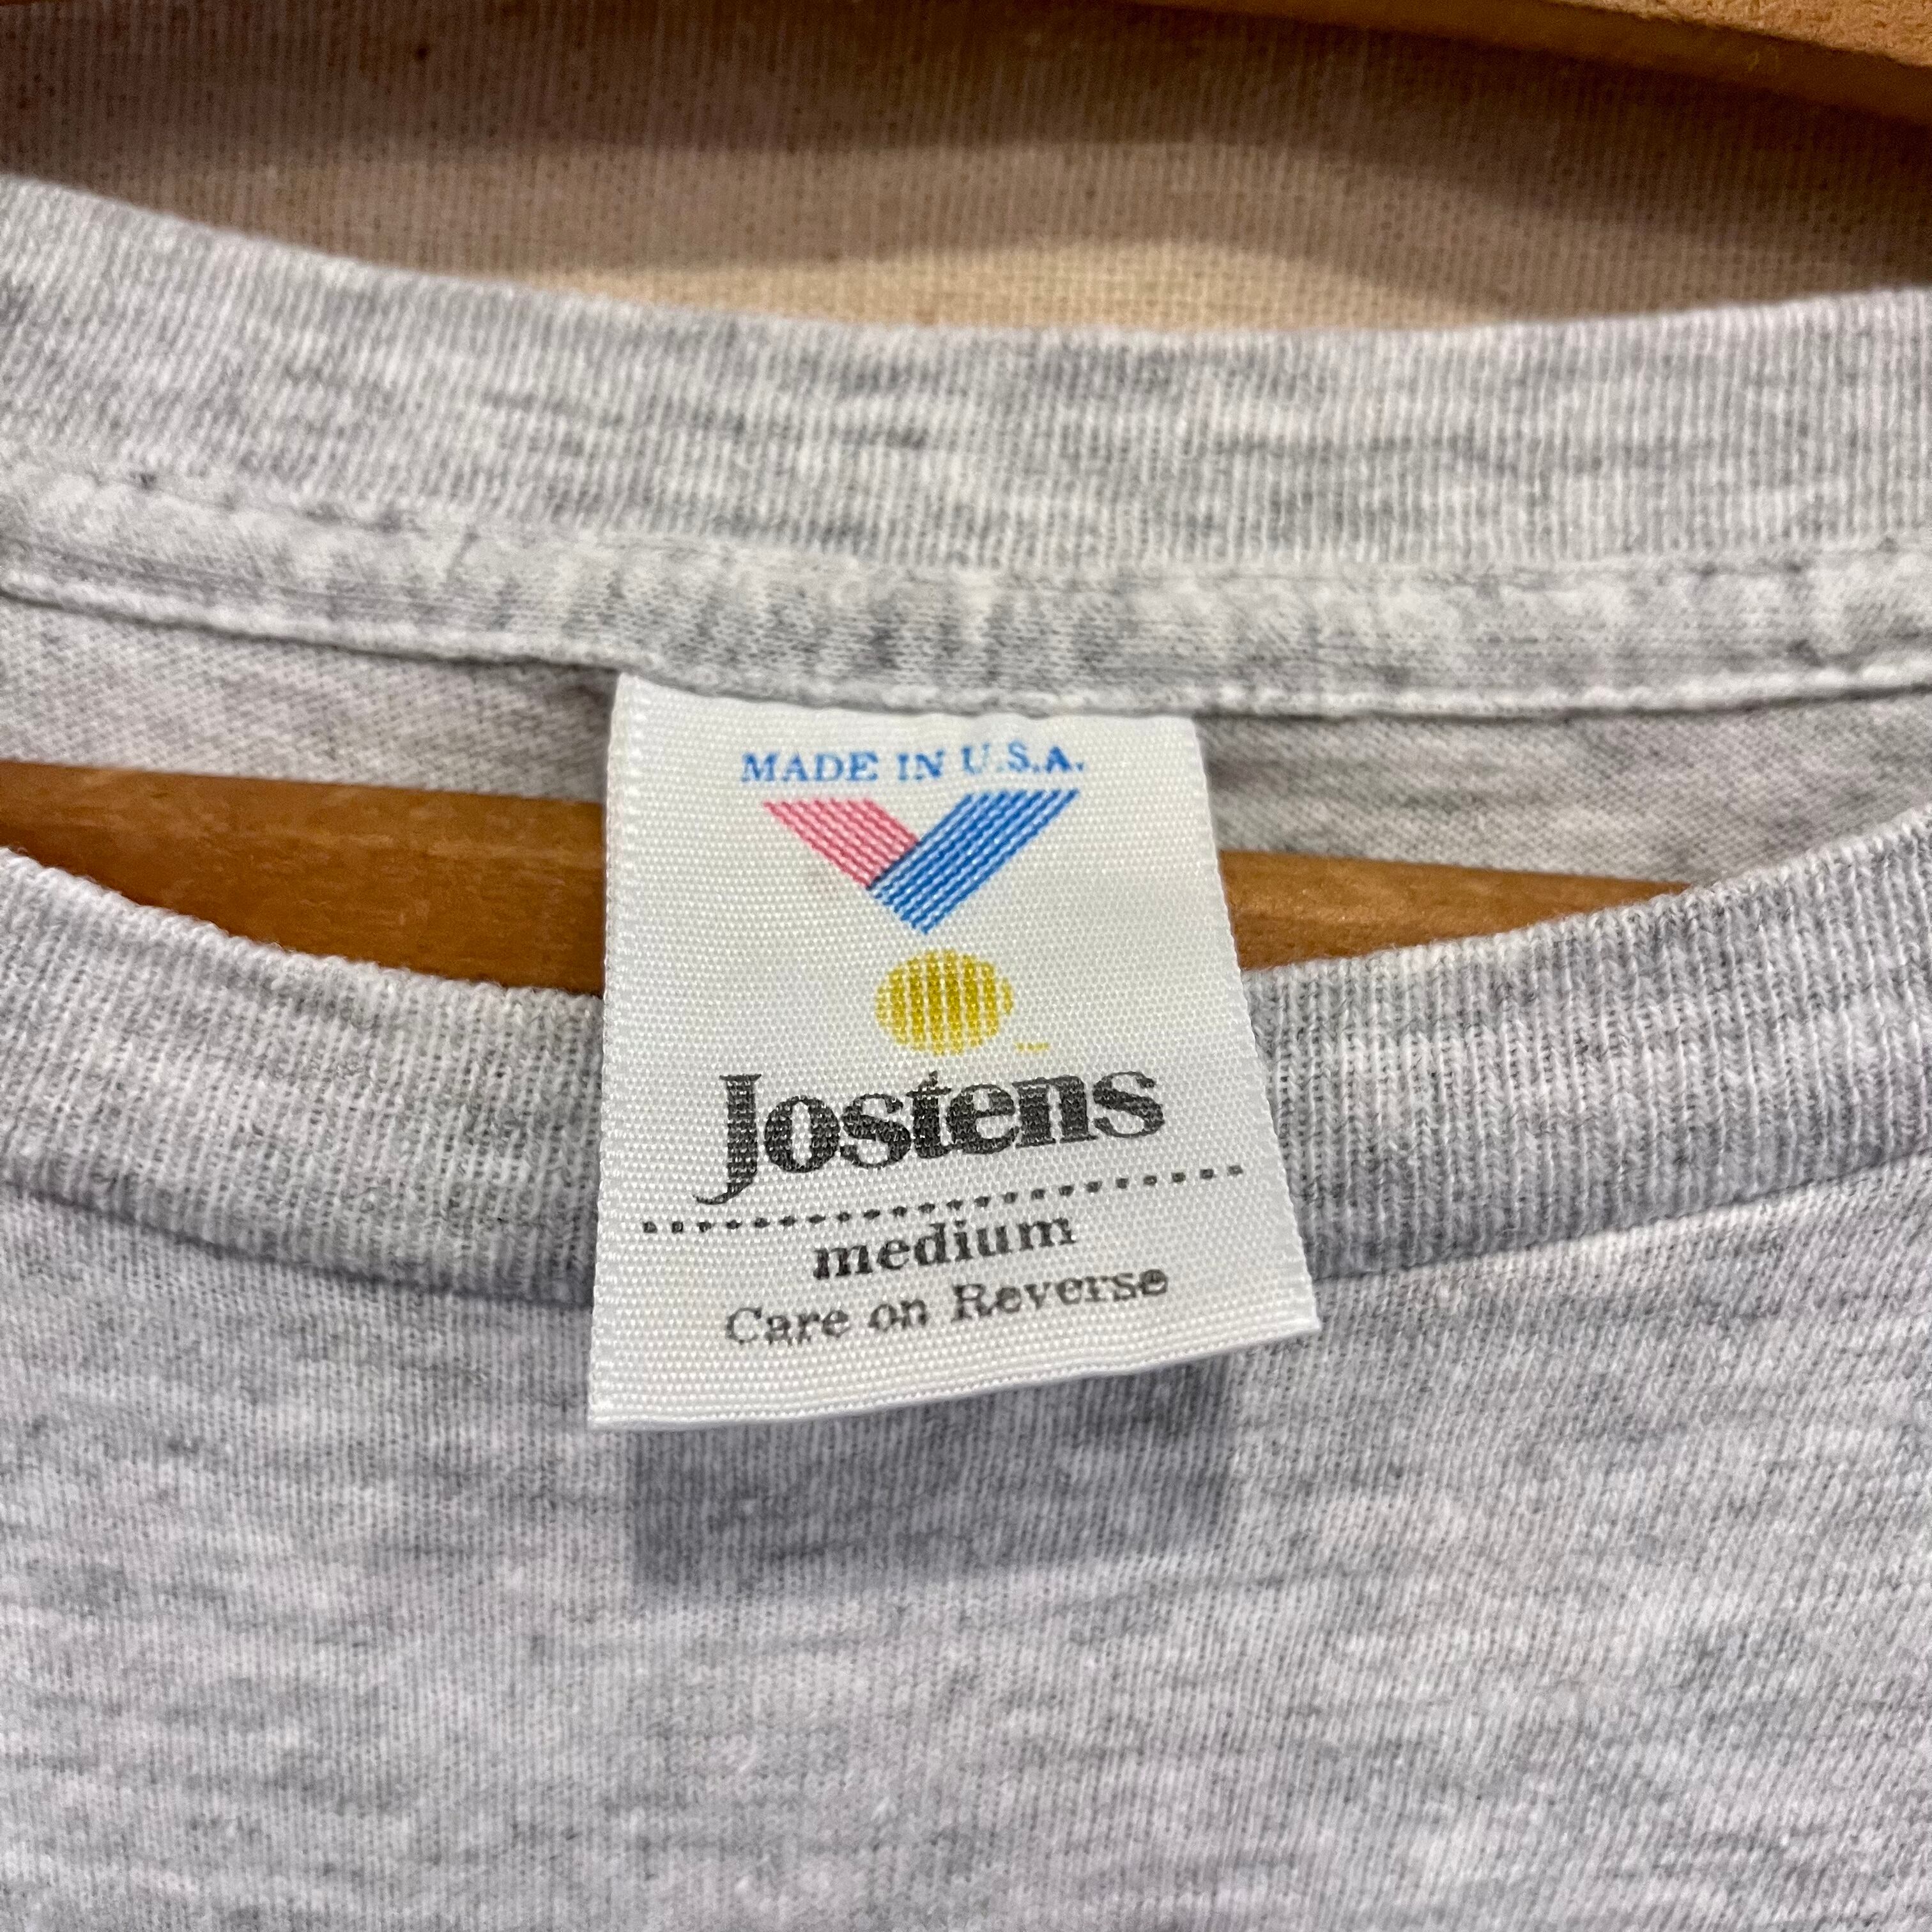 MADE IN U.S.A.
Jostens
medium
Care on Reverse